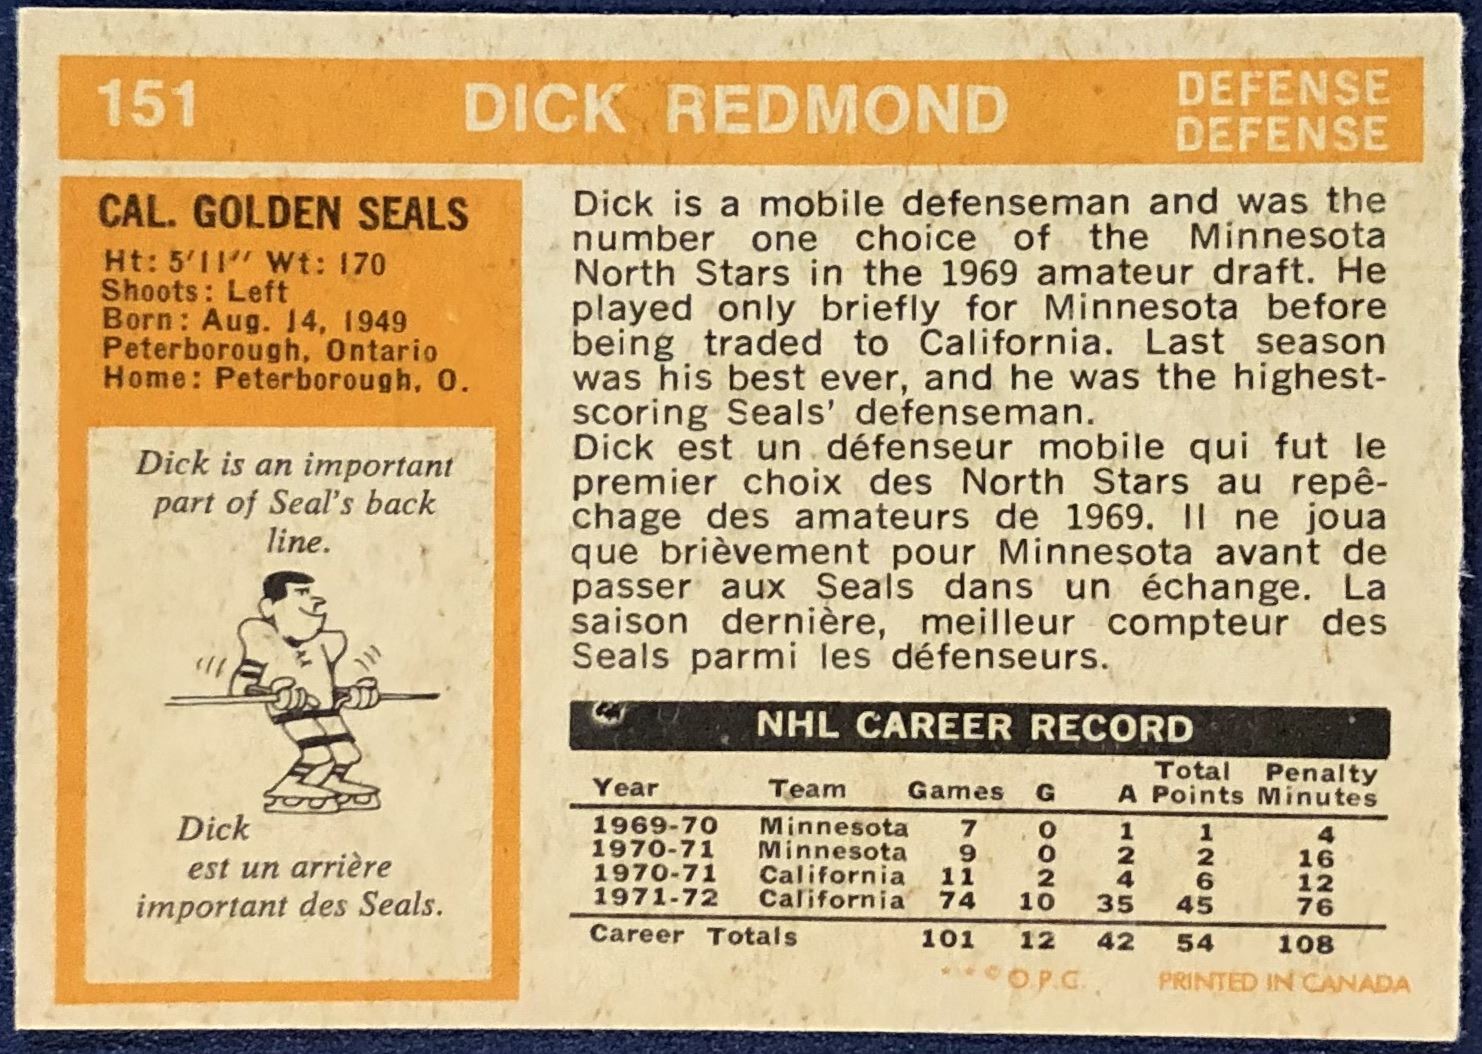 151
DICK REDMOND
DEFENSE
DEFENSE
CAL. GOLDEN SEALS
Ht: 5'11" Wt: 170
Shoots: Left
Born: Aug. 14, 1949
Peterborough, Ontario
Home: Peterborough, O.
Dick is an important
part of Seal's back
line.
Dick
est un arrière
important des Seals.
Dick is a mobile defenseman and was the
number one choice of the Minnesota
North Stars in the 1969 amateur draft. He
played only briefly for Minnesota before
being traded to California. Last season
was his best ever, and he was the highest-
scoring Seals' defenseman.
Dick est un défenseur mobile qui fut le
premier choix des North Stars au repê-
chage des amateurs de 1969. Il ne joua
que brièvement pour Minnesota avant de
passer aux Seals dans un échange. La
saison dernière, meilleur compteur des
Seals parmi les défenseurs.
NHL CAREER RECORD
Year Team Games G A Total Points Penalty Minutes
1969-70 Minnesota 7 0 1 1 4
1970-71 Minnesota 9 0 2 2 16
1970-71 California 11 2 4 6 12
1971-72 California 74 10 35 45 76
Career Totals 101 12 42 54 108
* * © O.P.C. PRINTED IN CANADA